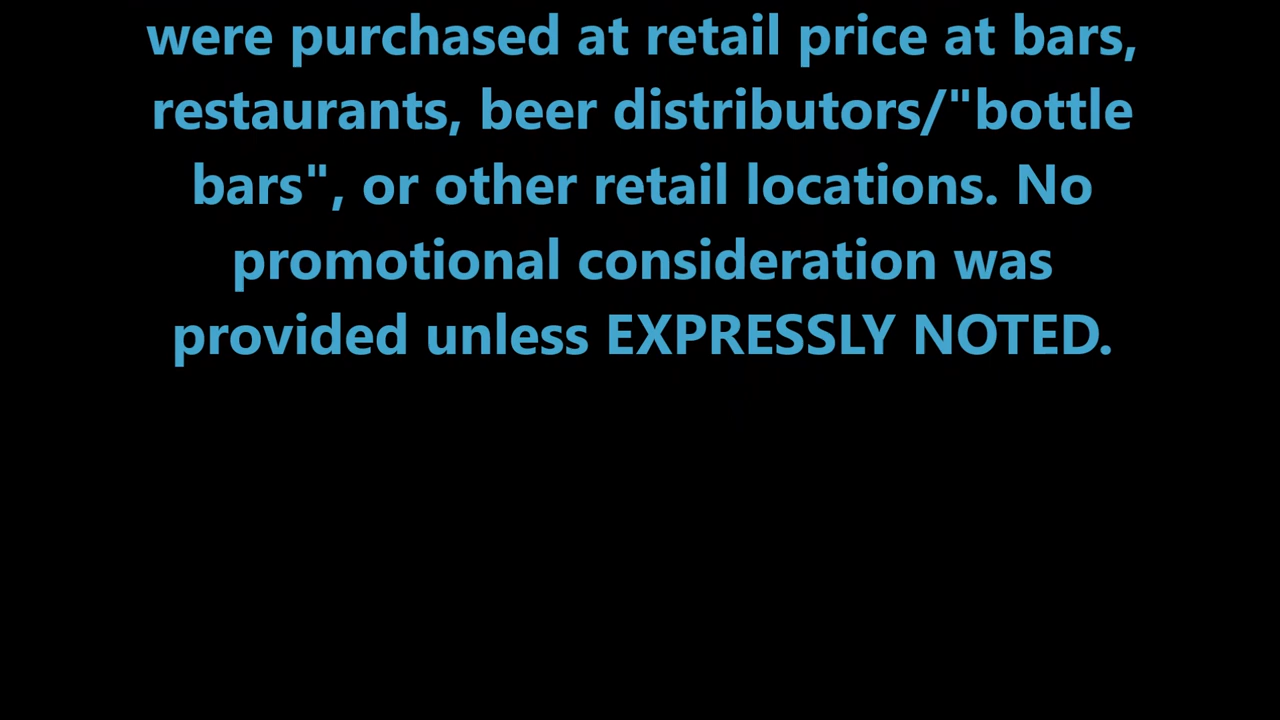 were purchased at retail price at bars,
restaurants, beer distributors/"bottle
bars", or other retail locations. No
promotional consideration was
provided unless EXPRESSLY NOTED.